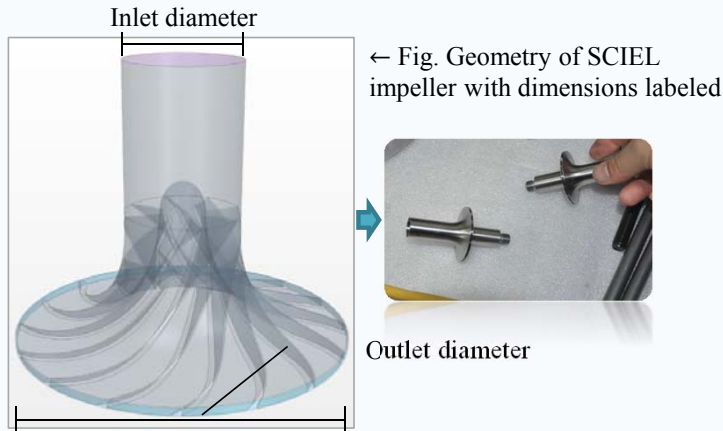 Inlet diameter
← Fig. Geometry of SCIEL
impeller with dimensions labeled
Outlet diameter